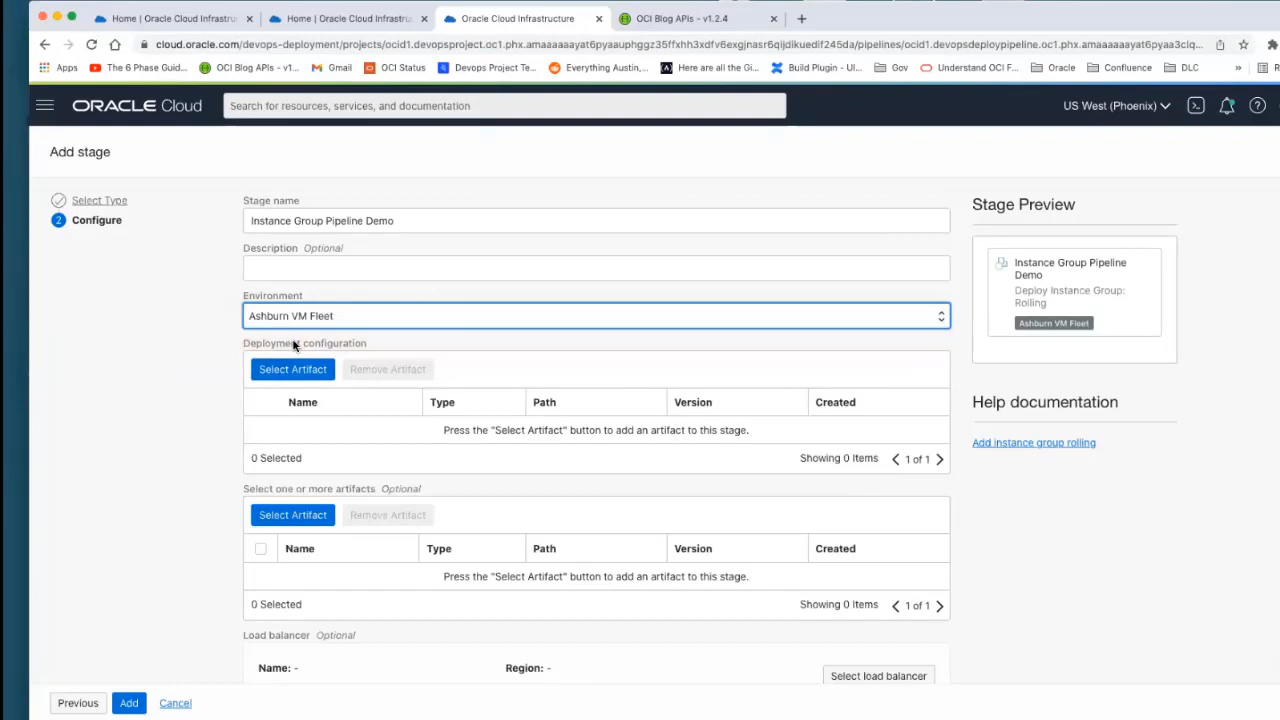 Home | Oracle Cloud Infrastru
Home | Oracle Cloud Infrastru
Oracle Cloud Infrastructure
OCI Blog APIs - v1.2.4
Apps
The 6 Phase Guid...
OCI Blog APIs - v1...
Gmail
OCI Status
Devops Project Te...
Everything Austin,...
Here are all the Gi...
Build Plugin - UI...
Gov
Understand OCI F...
Oracle
Confluence
DLC
»
ORACLE Cloud
Search for resources, services, and documentation
US West (Phoenix)
Add stage
Select Type
2 Configure
Stage name
Instance Group Pipeline Demo
Description Optional
Environment
Ashburn VM Fleet
Deployment configuration
Select Artifact
Remove Artifact
Name Type Path Version Created
Press the "Select Artifact" button to add an artifact to this stage.
0 Selected
Showing 0 Items
1 of 1
Select one or more artifacts Optional
Select Artifact
Remove Artifact
Name Type Path Version Created
Press the "Select Artifact" button to add an artifact to this stage.
0 Selected
Showing 0 Items
1 of 1
Load balancer Optional
Name: -
Region: -
Select load balancer
Stage Preview
Instance Group Pipeline
Demo
Deploy Instance Group:
Rolling
Ashburn VM Fleet
Help documentation
Add instance group rolling
Previous
Add
Cancel